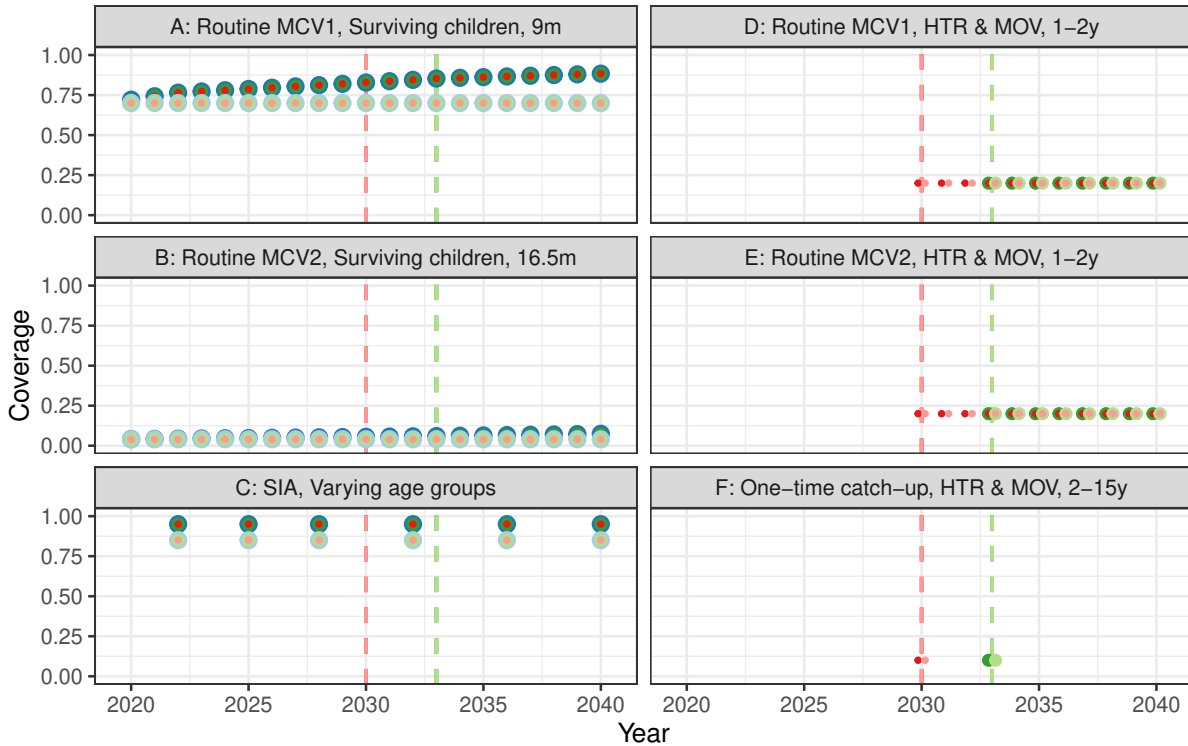 A: Routine MCV1, Surviving children, 9m
D: Routine MCV1, HTR & MOV, 1−2y
1.00
0.75
0.50
0.25
0.00
B: Routine MCV2, Surviving children, 16.5m
E: Routine MCV2, HTR & MOV, 1−2y
1.00
0.75
0.50
0.25
0.00
Coverage
C: SIA, Varying age groups
F: One−time catch−up, HTR & MOV, 2−15y
1.00
0.75
0.50
0.25
0.00
2020 2025 2030 2035 2040 2020 2025 2030 2035 2040
Year